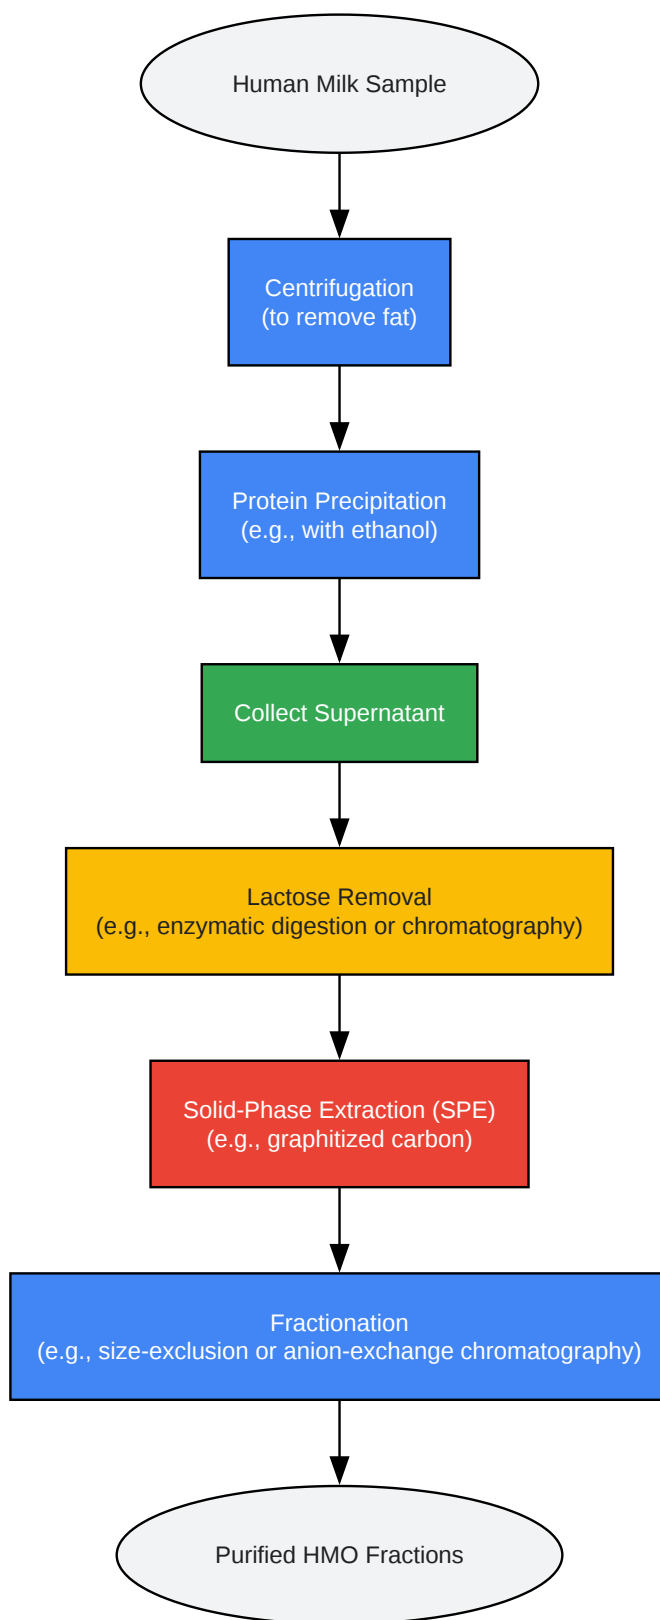 Human Milk Sample
Centrifugation
(to remove fat)
Protein Precipitation
(e.g., with ethanol)
Collect Supernatant
Lactose Removal
(e.g., enzymatic digestion or chromatography)
Solid-Phase Extraction (SPE)
(e.g., graphitized carbon)
Fractionation
(e.g., size-exclusion or anion-exchange chromatography)
Purified HMO Fractions